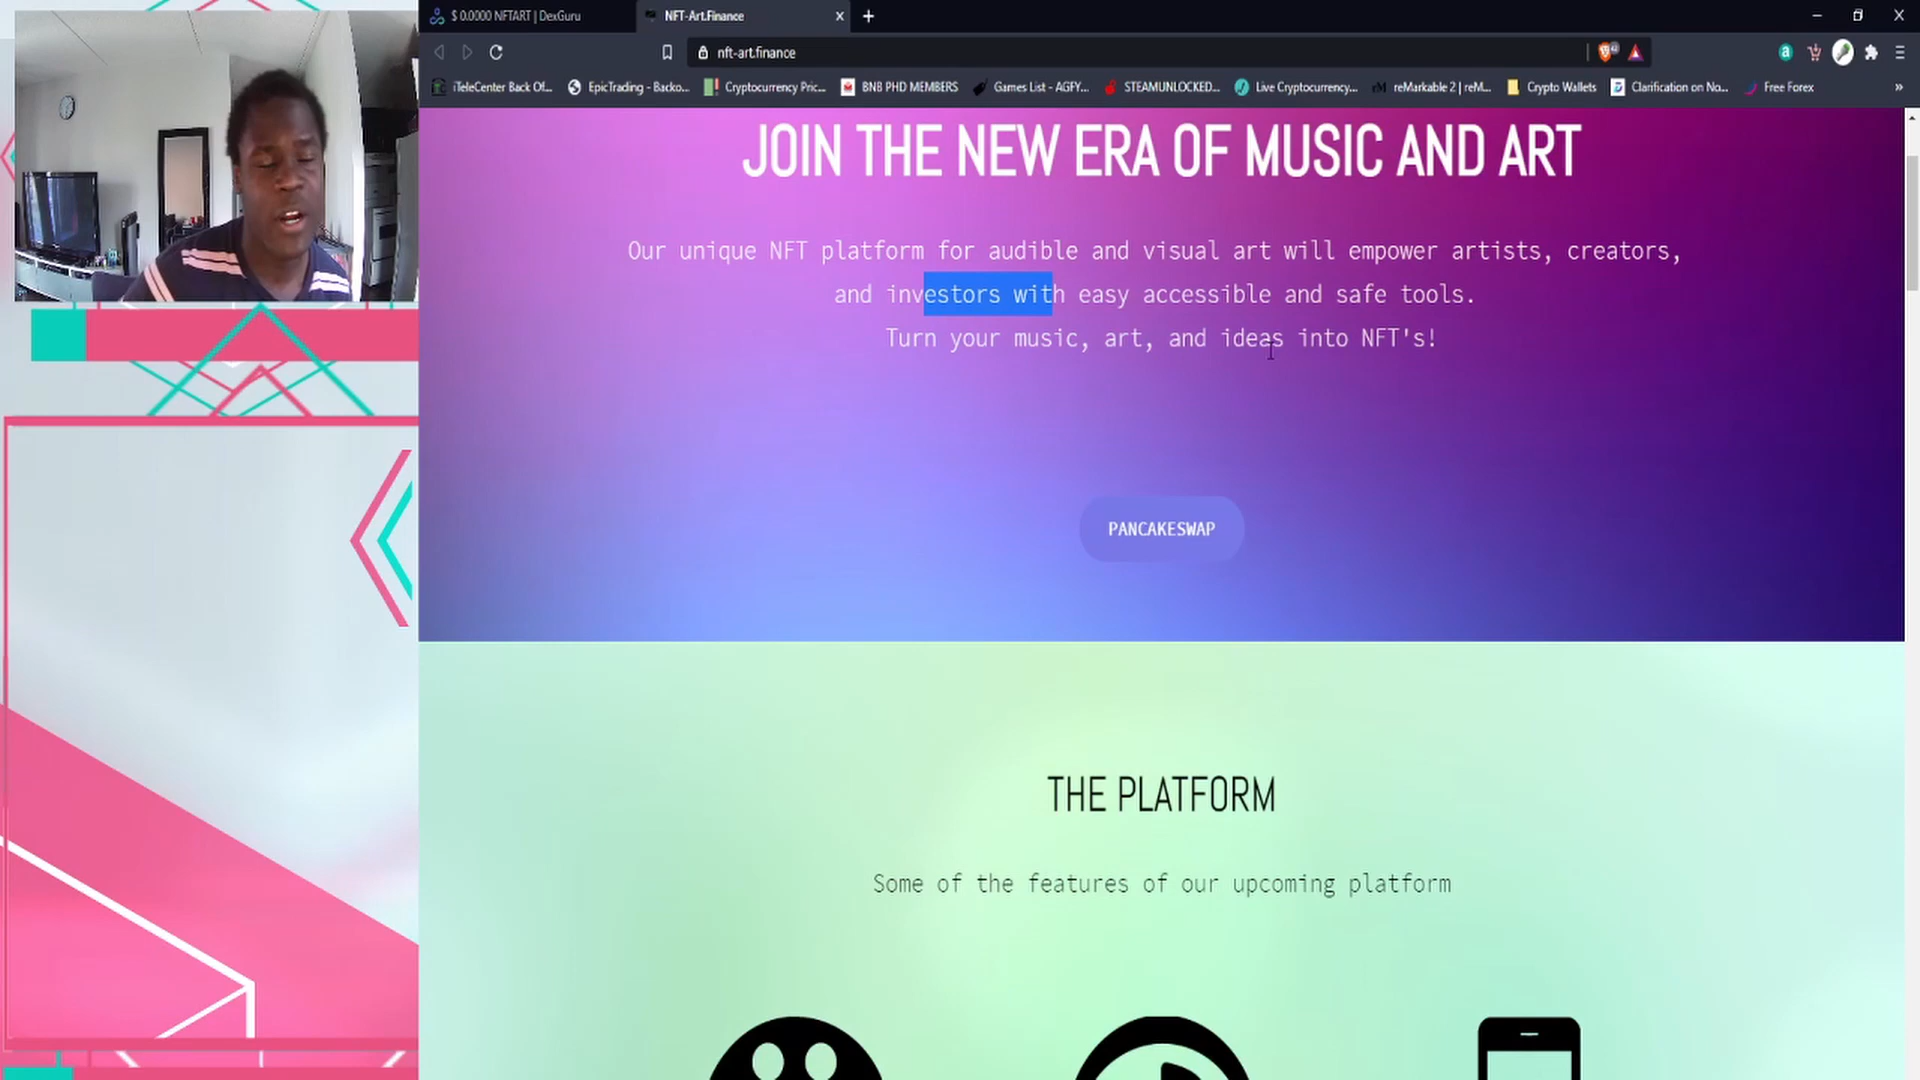 $ 0.0000 NFTART | DexGuru
NFT-Art.Finance
nft-art.finance
iTeleCenter Back Of...
EpicTrading - Backo...
Cryptocurrency Pric...
BNB PHD MEMBERS
Games List - AGFY...
STEAMUNLOCKED...
Live Cryptocurrency...
reMarkable 2 | reM...
Crypto Wallets
Clarification on No...
Free Forex
JOIN THE NEW ERA OF MUSIC AND ART
Our unique NFT platform for audible and visual art will empower artists, creators,
and investors with easy accessible and safe tools.
Turn your music, art, and ideas into NFT's!
PANCAKESWAP
THE PLATFORM
Some of the features of our upcoming platform